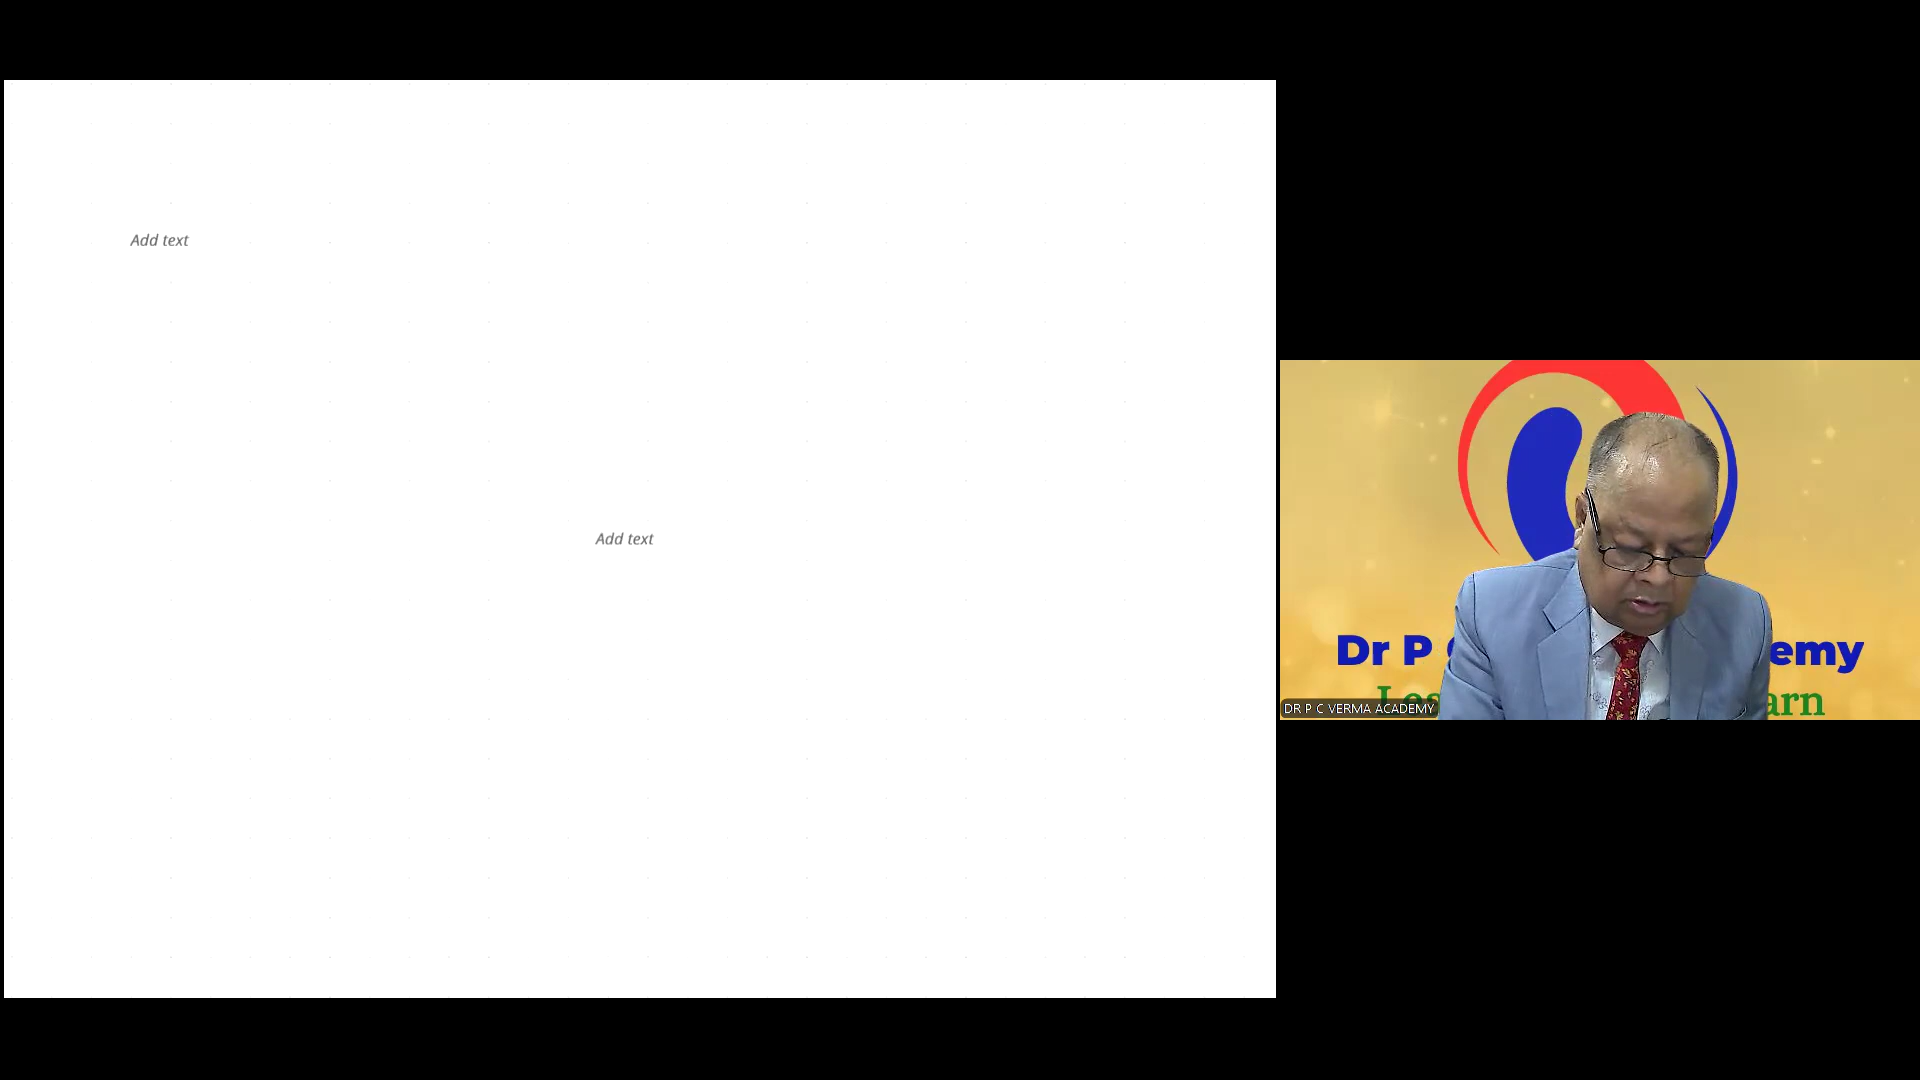 Add text
Add text
Dr P emy
arn
DR P C VERMA ACADEMY